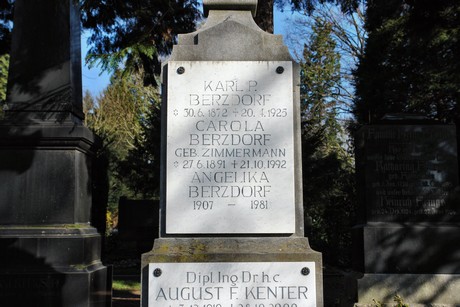 KARL P.
BERZDORF
* 30.6.1872 + 20.4.1925
CAROLA
BERZDORF
GEB. ZIMMERMANN
* 27.6.1891 + 21.10.1992
ANGELIKA
BERZDORF
1907 – 1981
Dipl.Ing Dr.h.c.
AUGUST F. KENTER